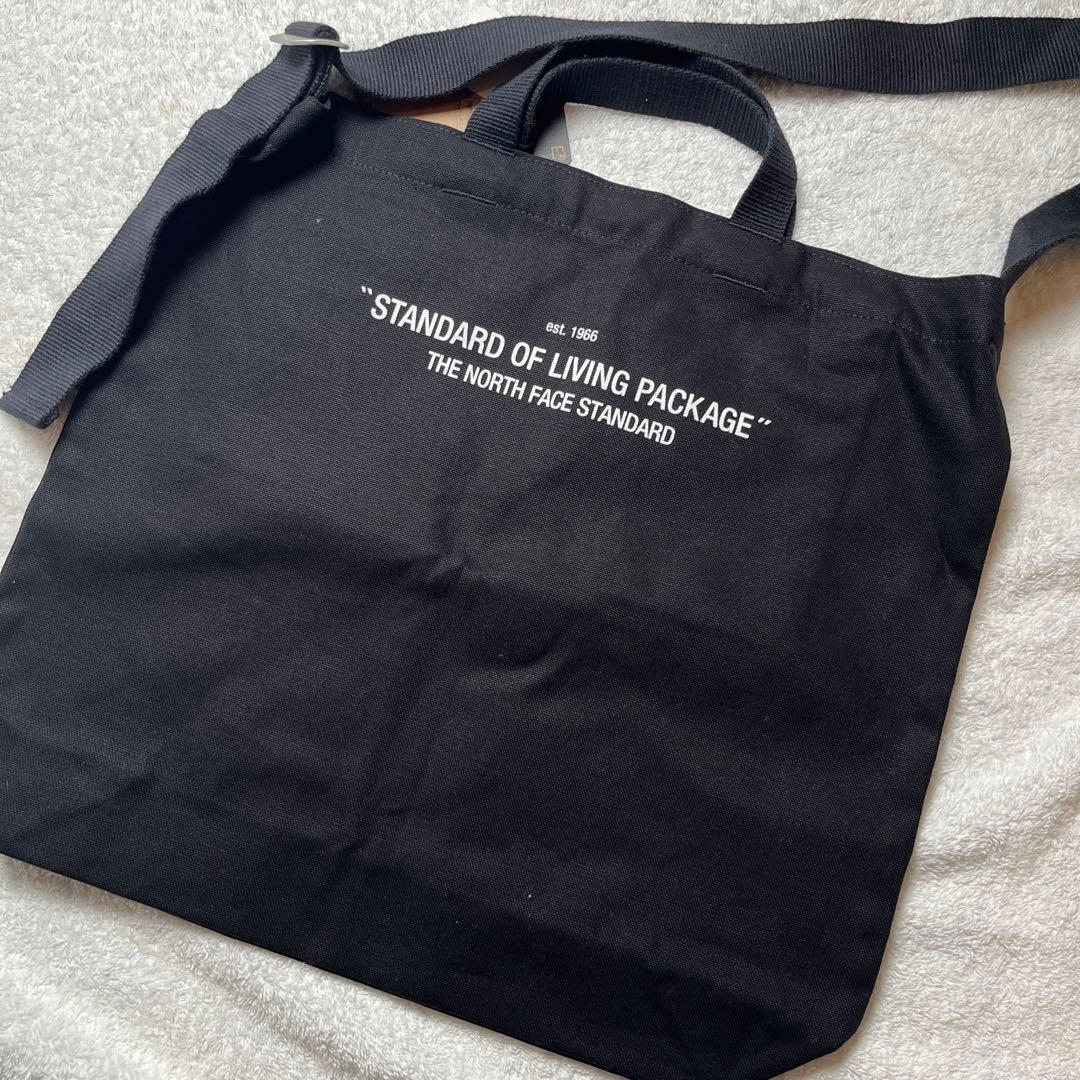 est. 1966
"STANDARD OF LIVING PACKAGE"
THE NORTH FACE STANDARD